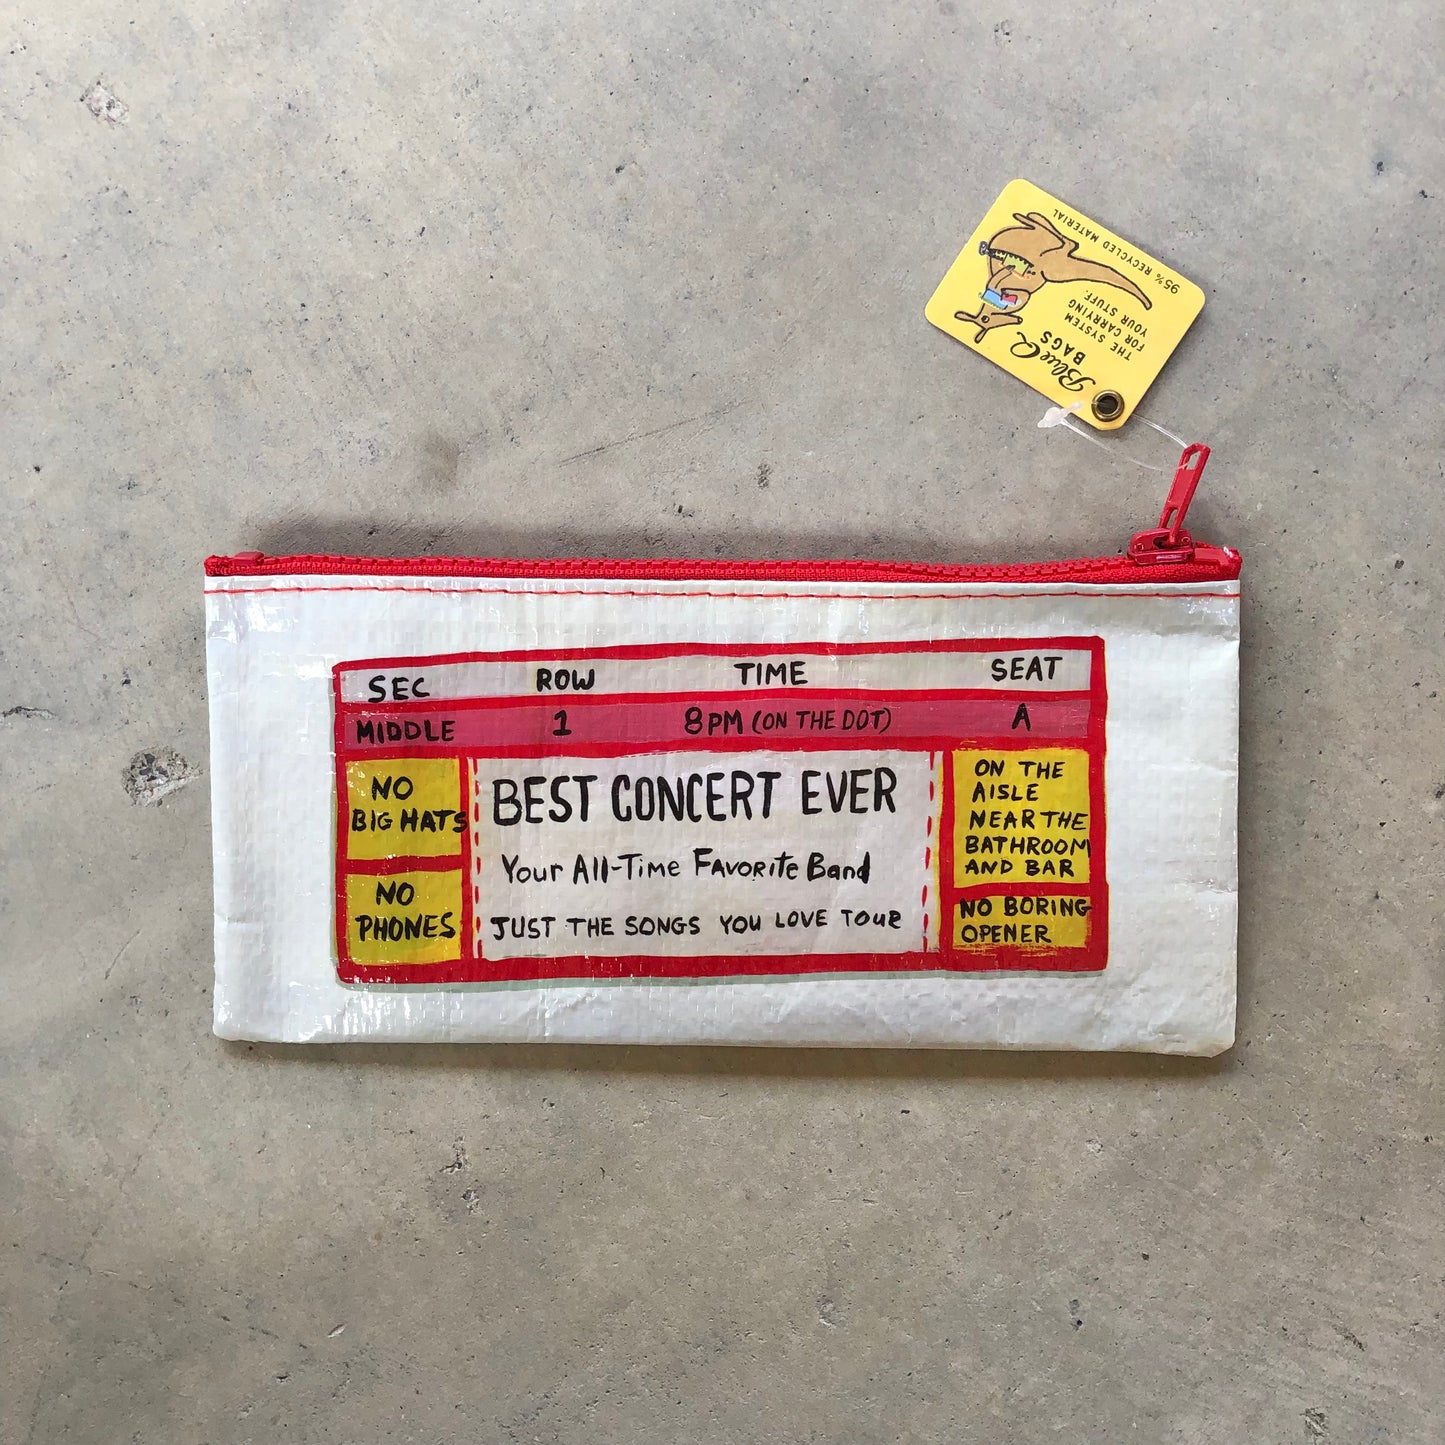 95% RECYCLED MATERIAL
Blue Q
BAGS
THE SYSTEM
FOR CARRYING
YOUR STUFF.
SEC ROW TIME SEAT
MIDDLE 1 8PM (ON THE DOT) A
NO
BIG HATS
NO
PHONES
BEST CONCERT EVER
Your All-Time Favorite Band
JUST THE SONGS YOU LOVE TOUR
ON THE
AISLE
NEAR THE
BATHROOM
AND BAR
NO BORING
OPENER